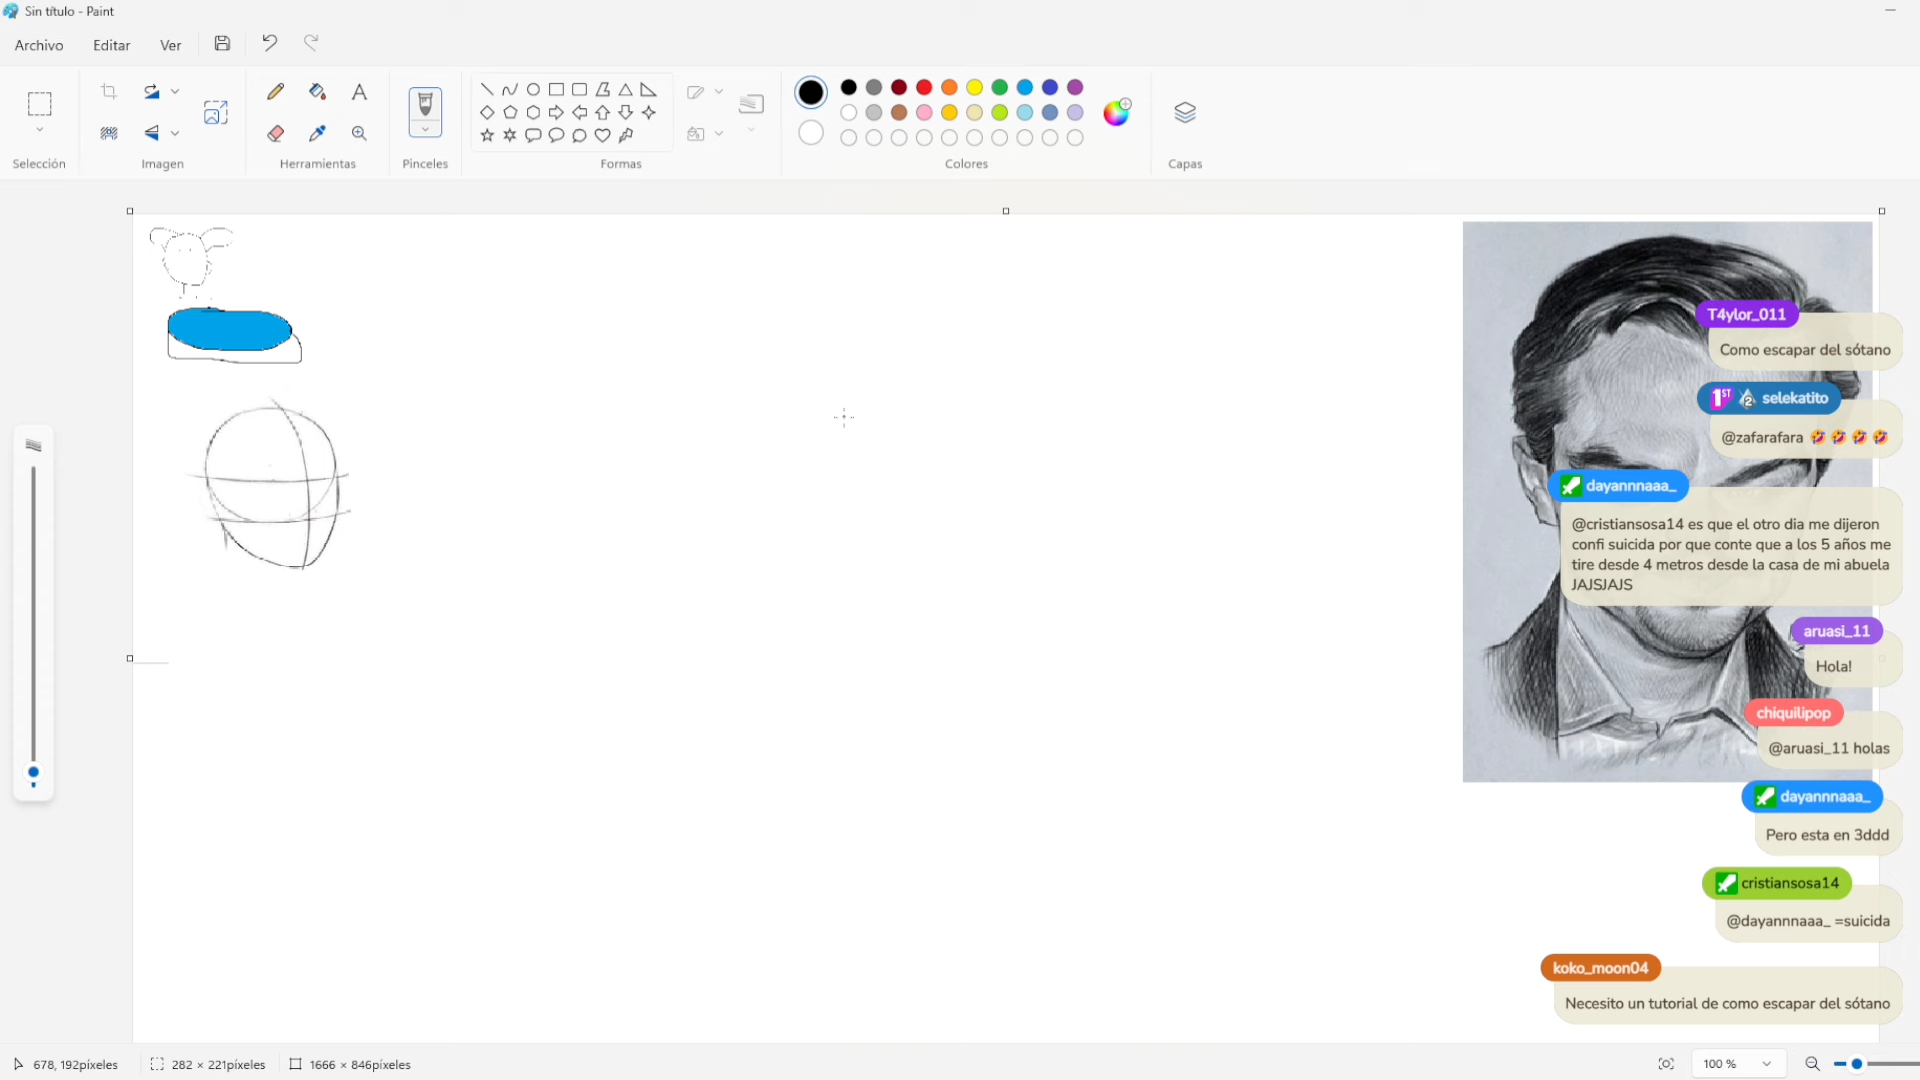 Sin título - Paint
Archivo
Editar
Ver
Selección
Imagen
Herramientas
Pinceles
Formas
Colores
Capas
T4ylor_011
Como escapar del sótano
1ST 2 selekatito
@zafarafara 🤣🤣🤣🤣
dayannnaaa_
@cristiansosa14 es que el otro dia me dijeron
confi suicida por que conte que a los 5 años me
tire desde 4 metros desde la casa de mi abuela
JAJSJAJS
aruasi_11
Hola!
chiquilipop
@aruasi_11 holas
dayannnaaa_
Pero esta en 3ddd
cristiansosa14
@dayannnaaa_ =suicida
koko_moon04
Necesito un tutorial de como escapar del sótano
678, 192píxeles
282 × 221píxeles
1666 × 846píxeles
100 %